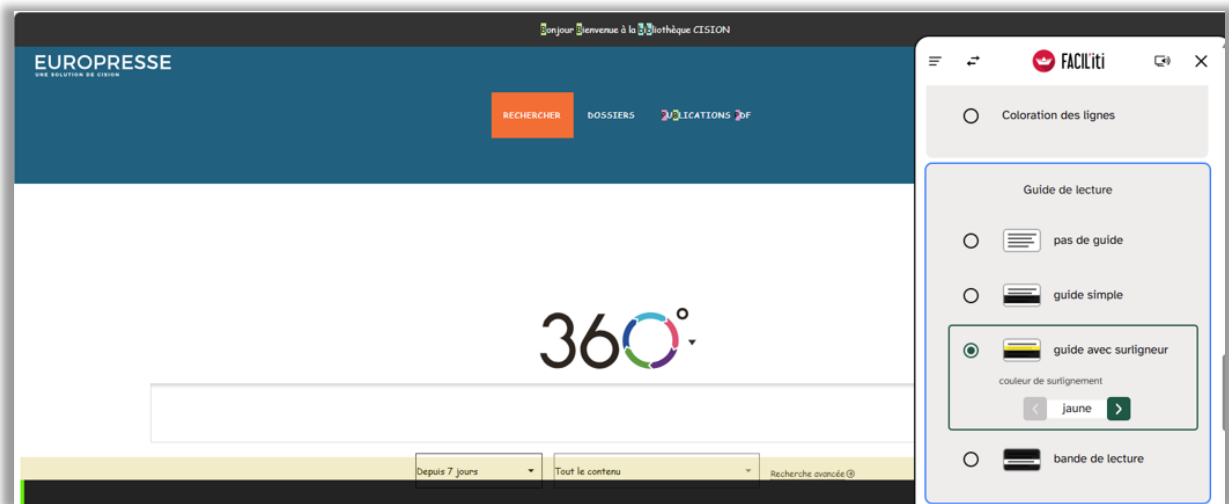 Bonjour Bienvenue à la bibliothèque CISION
EUROPRESSE
UNE SOLUTION DE CISION
RECHERCHER DOSSIERS PUBLICATIONS PDF
360°
Depuis 7 jours Tout le contenu Recherche avancée
FACIL'iti
Coloration des lignes
Guide de lecture
pas de guide
guide simple
guide avec surligneur
couleur de surlignement
jaune
bande de lecture